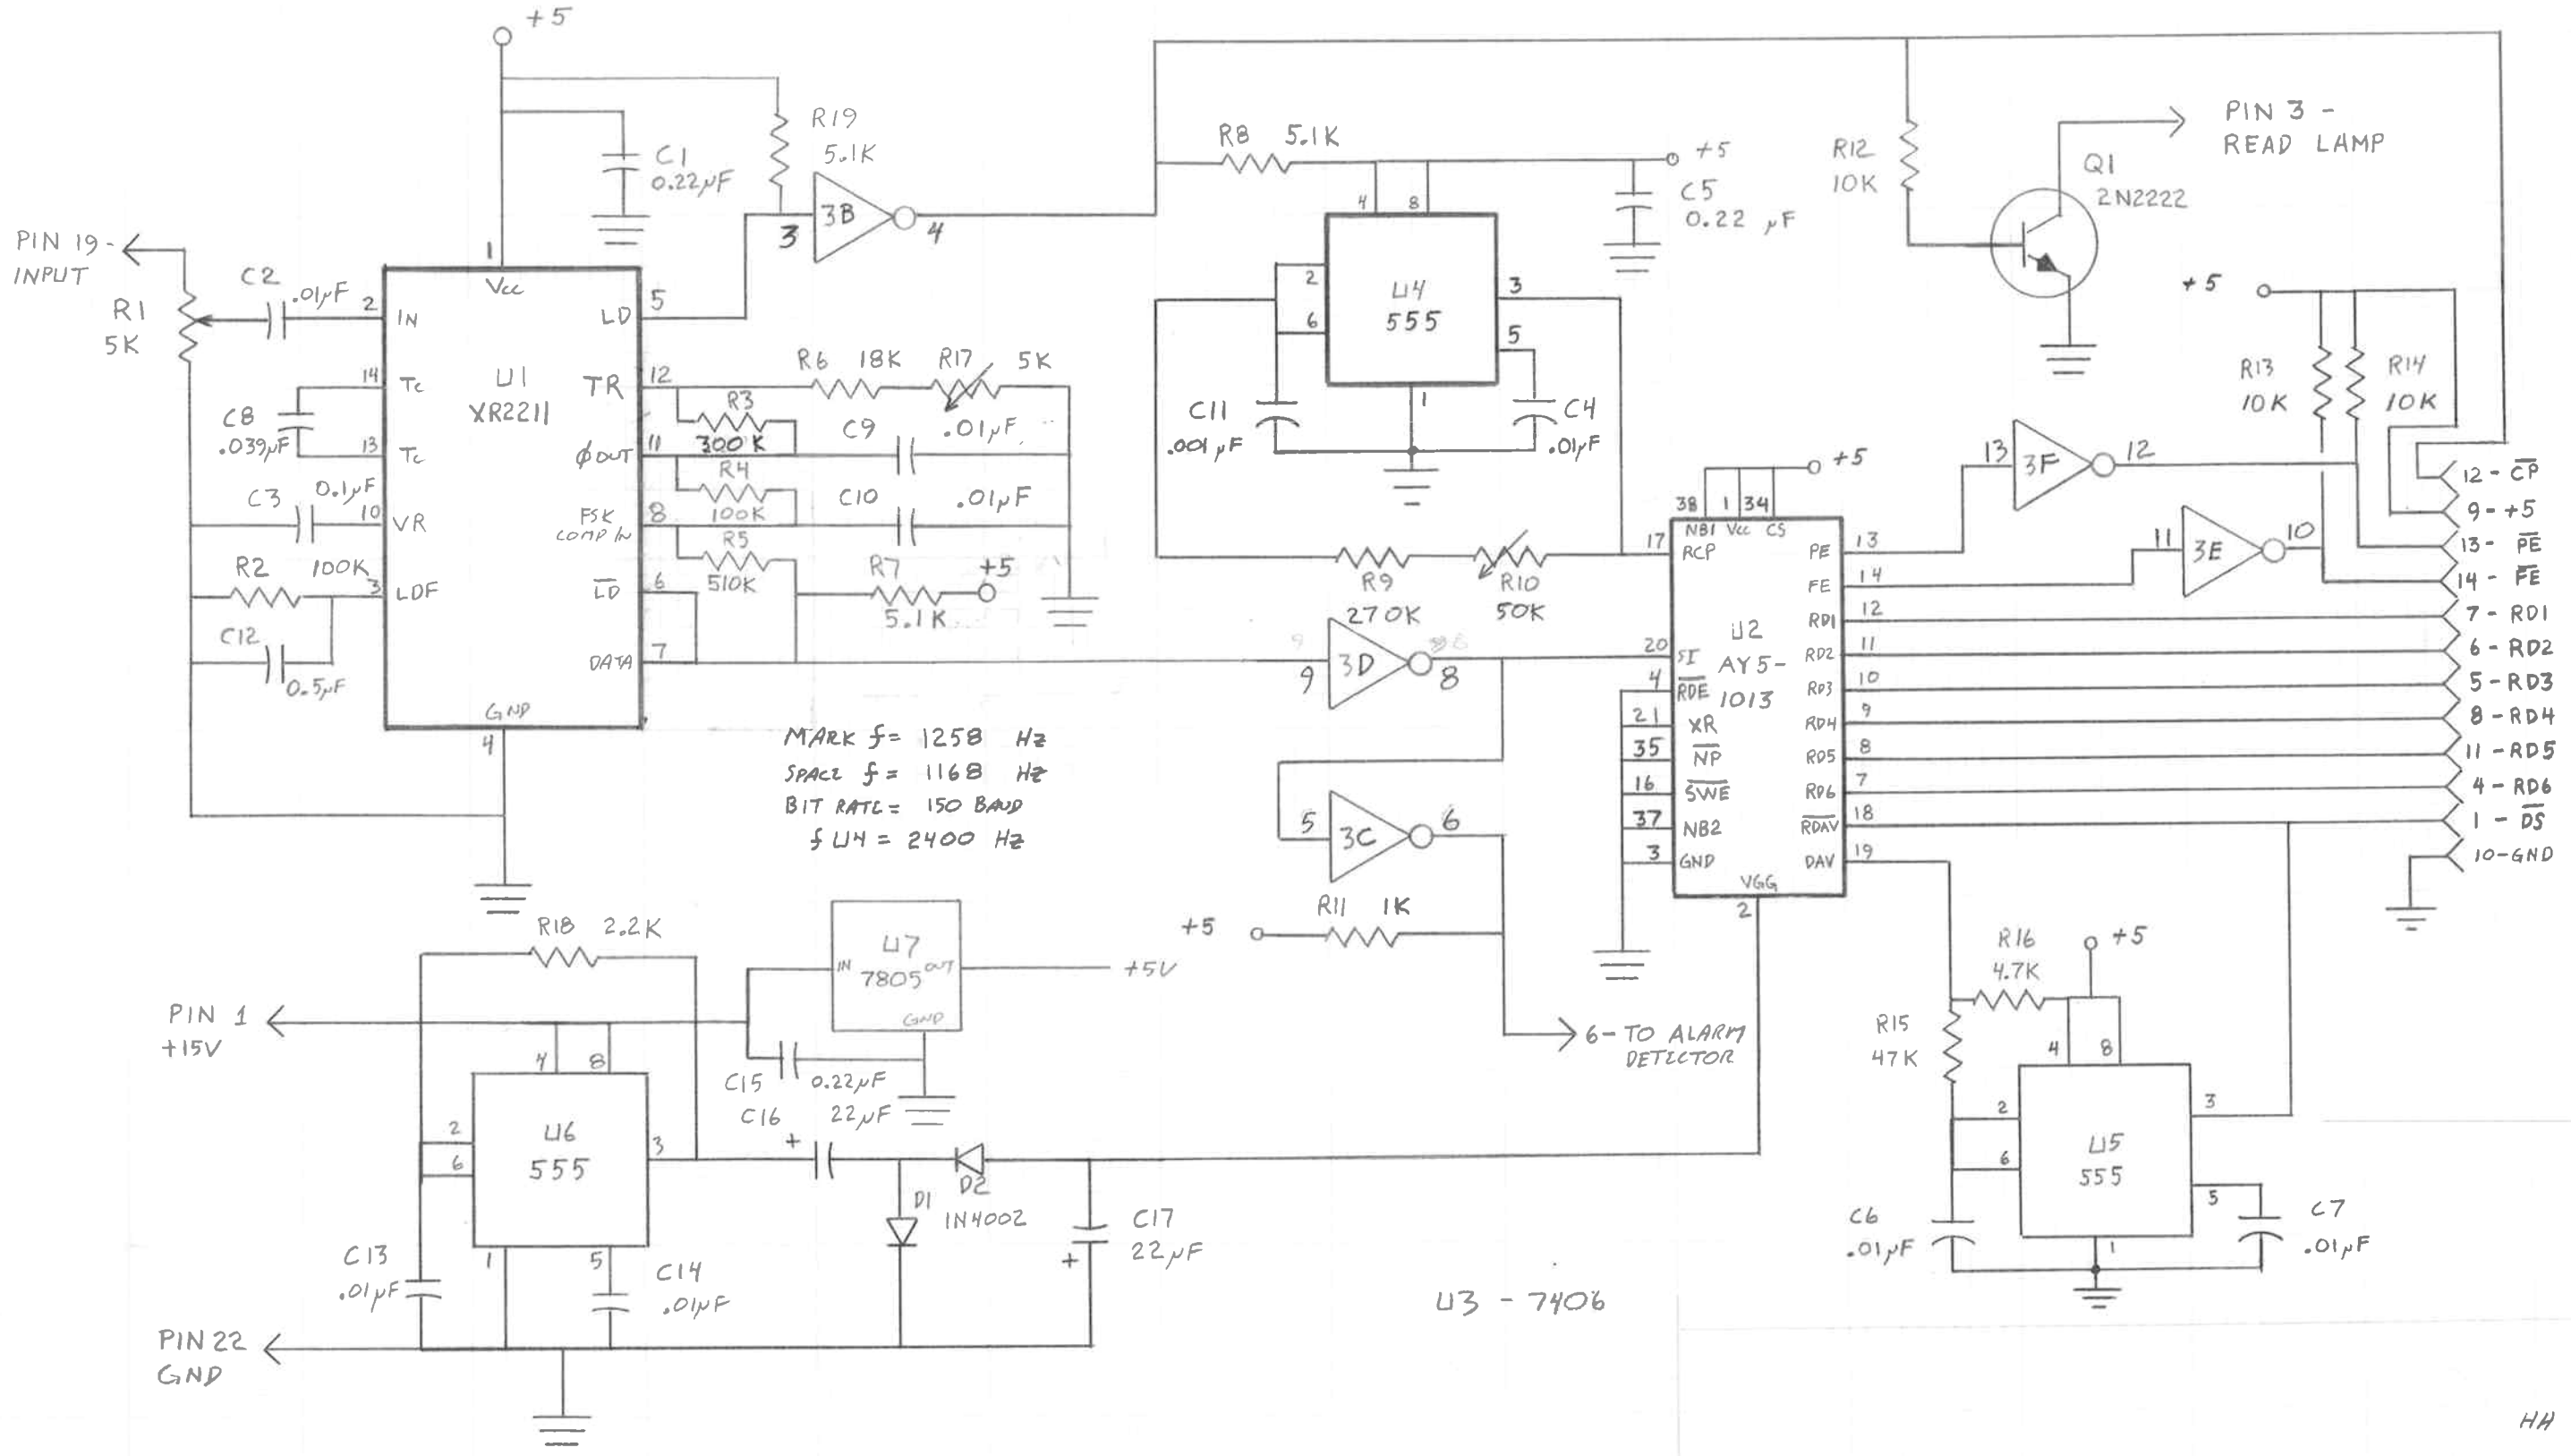 +5
R19
5.1K
C1
0.22µF
3
3B
4
PIN 19 -
INPUT
R1
5K
C2
.01µF
2
1
Vcc
IN
LD
5
14
Tc
C8
.039µF
13
Tc
U1
XR2211
TR
12
R6 18K
R17 5K
R3
300K
11
ØOUT
C9
.01µF
R4
100K
C3
0.1µF
10
VR
FSK
COMP IN
8
C10
.01µF
R5
510K
R7
5.1K
+5
R2 100K
3
LDF
L̅D̅
6
C12
0.5µF
DATA
7
GND
4
MARK f= 1258 Hz
SPACE f= 1168 Hz
BIT RATE= 150 BAUD
f U4 = 2400 Hz
R8 5.1K
+5
C5
0.22 µF
4
8
2
6
U4
555
3
5
1
C11
.001µF
C4
.01µF
R12
10K
Q1
2N2222
PIN 3 -
READ LAMP
+5
R13
10K
R14
10K
R9
270K
R10
50K
9
3D
8
5
3C
6
+5
R11 1K
6-TO ALARM
DETECTOR
+5
38
1
34
NB1
Vcc
CS
17
RCP
20
SI
4
R̅D̅E̅
21
XR
35
N̅P̅
16
S̅W̅E̅
37
NB2
3
GND
U2
AY5-
1013
VGG
2
PE
13
FE
14
RD1
12
RD2
11
RD3
10
RD4
9
RD5
8
RD6
7
R̅D̅A̅V̅
18
DAV
19
13
3F
12
11
3E
10
12-C̅P̅
9-+5
13-P̅E̅
14-F̅E̅
7-RD1
6-RD2
5-RD3
8-RD4
11-RD5
4-RD6
1-D̅S̅
10-GND
R18 2.2K
PIN 1
+15V
U7
7805
IN
OUT
GND
+5V
C15
0.22µF
C16 22µF
+
4
8
2
6
U6
555
3
1
5
C13
.01µF
C14
.01µF
D1
D2
1N4002
C17
22µF
+
PIN 22
GND
U3 - 7406
R16
4.7K
+5
R15
47K
4
8
2
6
U5
555
3
5
1
C6
.01µF
C7
.01µF
HH